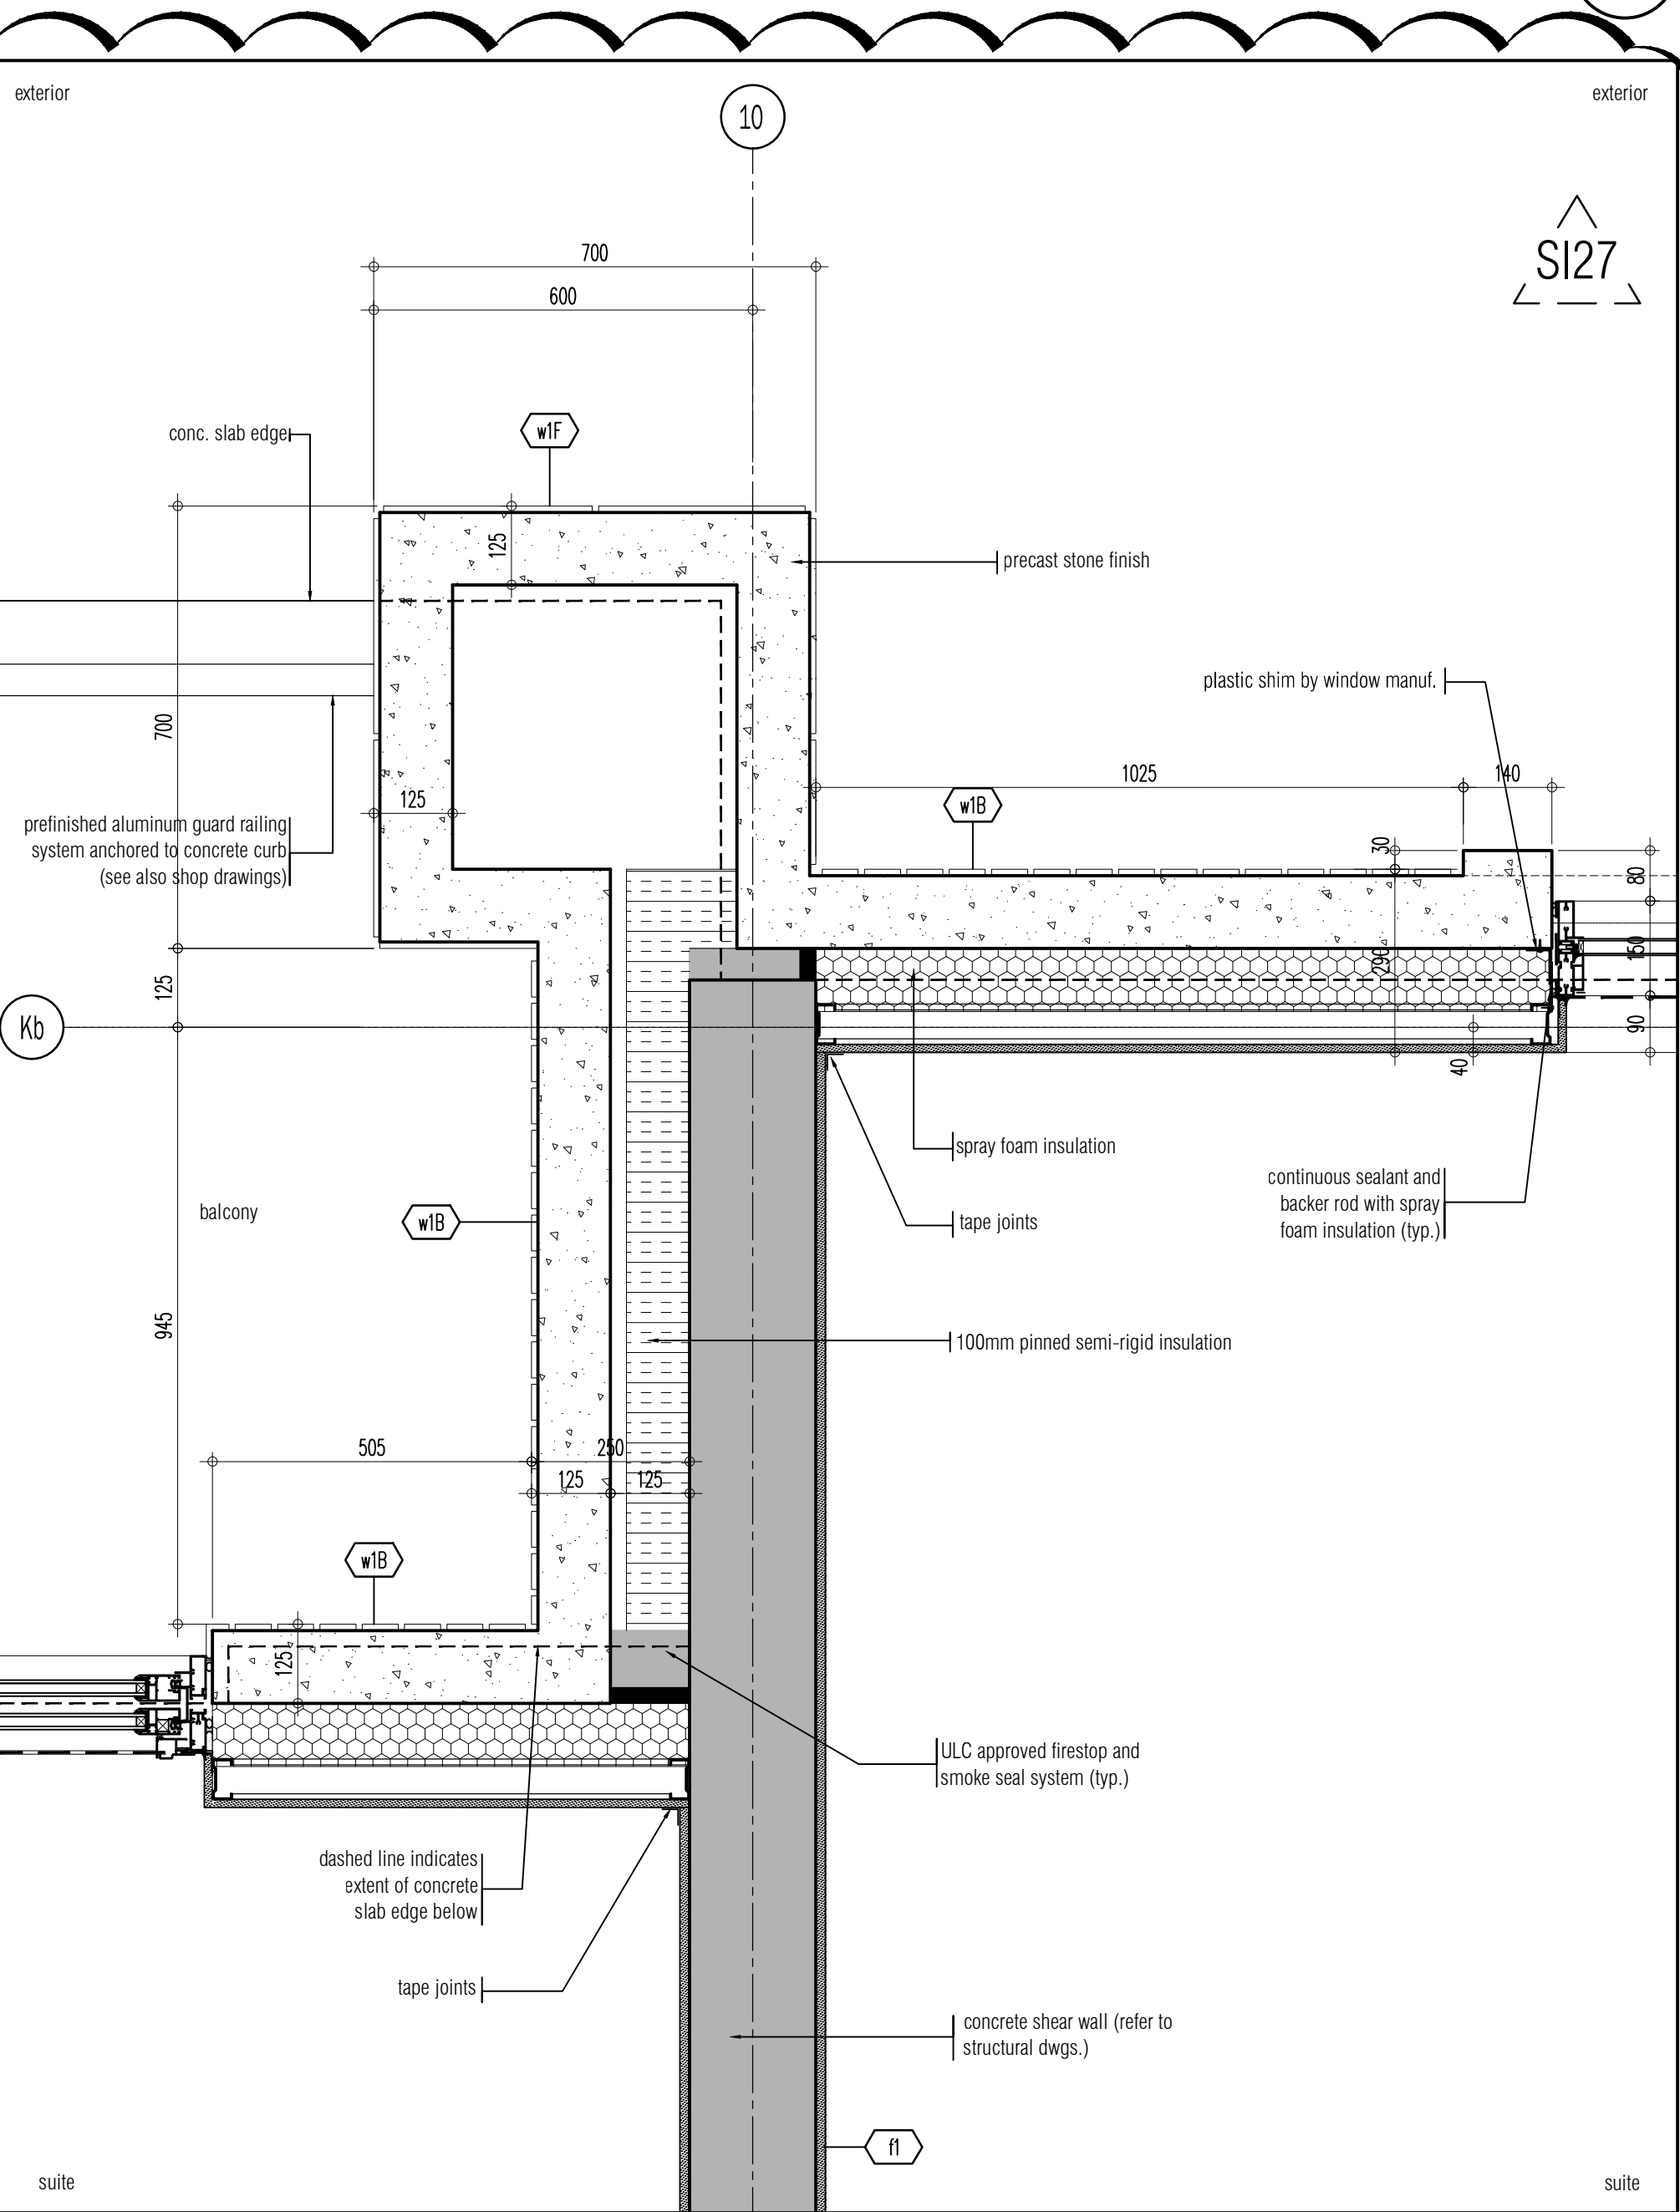 exterior
exterior
10
SI27
700
600
w1F
conc. slab edge
125
precast stone finish
plastic shim by window manuf.
700
1025
140
125
w1B
prefinished aluminum guard railing
system anchored to concrete curb
(see also shop drawings)
30
80
290
150
125
Kb
90
40
spray foam insulation
continuous sealant and
backer rod with spray
foam insulation (typ.)
balcony
w1B
tape joints
945
100mm pinned semi-rigid insulation
505
250
125
125
w1B
125
ULC approved firestop and
smoke seal system (typ.)
dashed line indicates
extent of concrete
slab edge below
tape joints
concrete shear wall (refer to
structural dwgs.)
f1
suite
suite